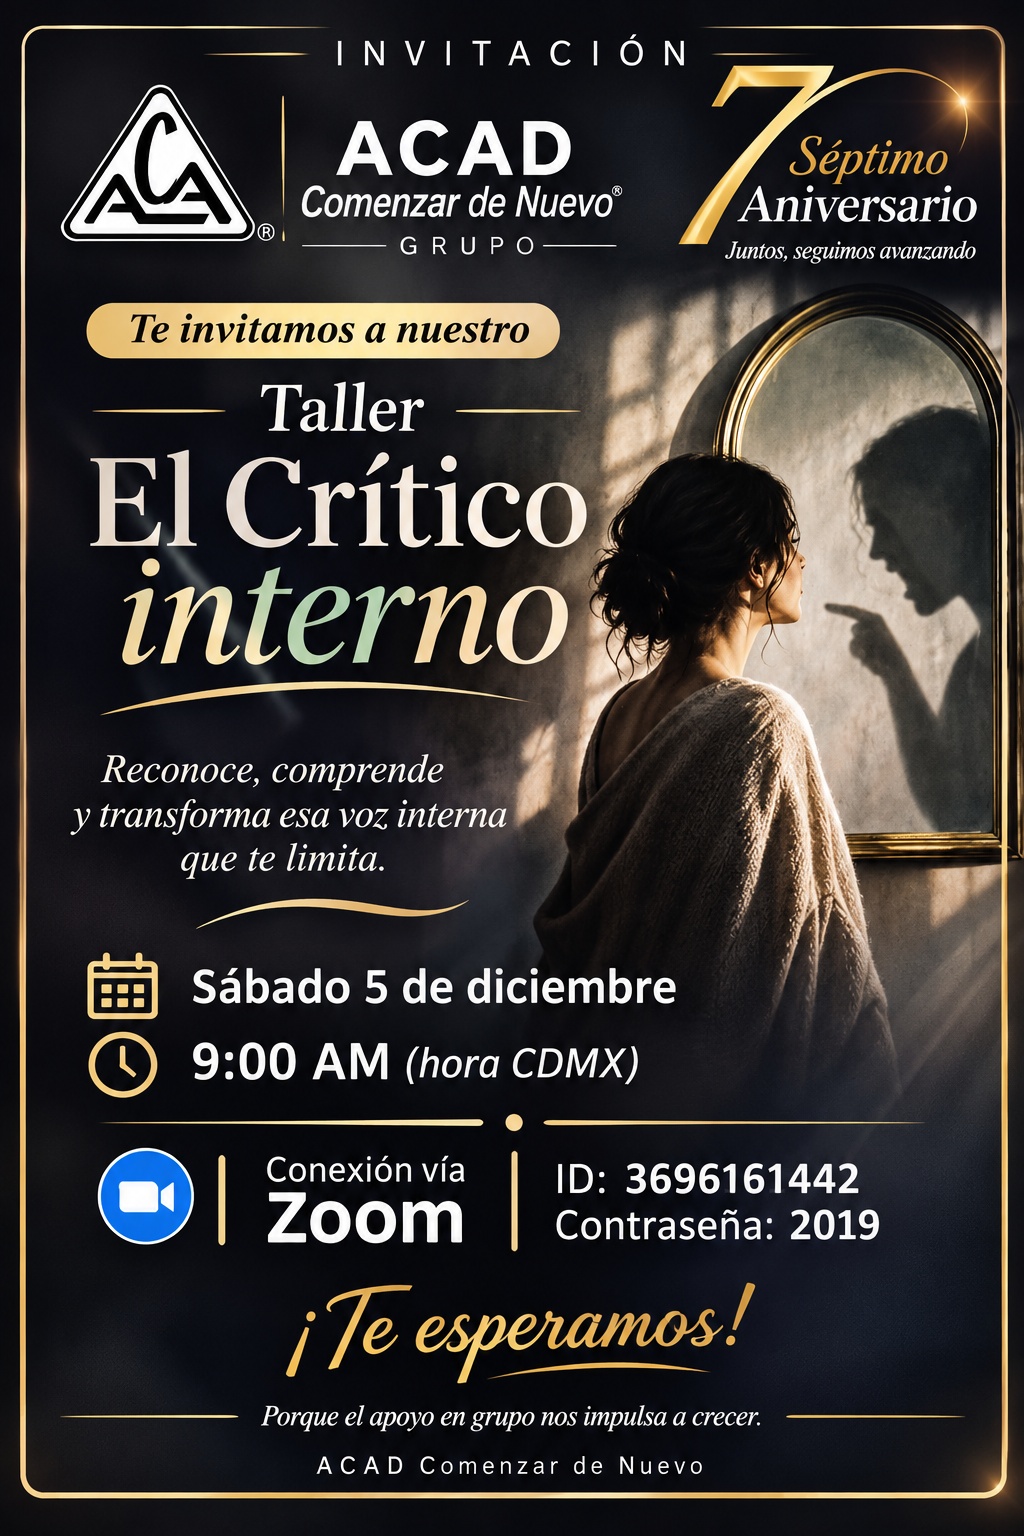 INVITACIÓN
ACA
®
ACAD
Comenzar de Nuevo®
GRUPO
7
Séptimo
Aniversario
Juntos, seguimos avanzando
Te invitamos a nuestro
Taller
El Crítico
interno
Reconoce, comprende
y transforma esa voz interna
que te limita.
Sábado 5 de diciembre
9:00 AM (hora CDMX)
Conexión vía
Zoom
ID: 3696161442
Contraseña: 2019
¡Te esperamos!
Porque el apoyo en grupo nos impulsa a crecer.
ACAD Comenzar de Nuevo